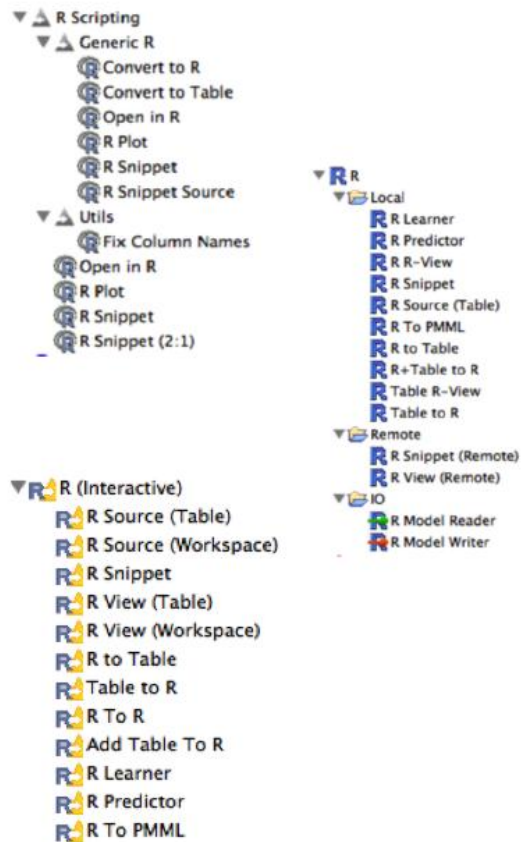 R Scripting
Generic R
Convert to R
Convert to Table
Open in R
R Plot
R Snippet
R Snippet Source
Utils
Fix Column Names
Open in R
R Plot
R Snippet
R Snippet (2:1)
R
Local
R Learner
R Predictor
R R-View
R Snippet
R Source (Table)
R To PMML
R to Table
R+Table to R
Table R-View
Table to R
Remote
R Snippet (Remote)
R View (Remote)
IO
R Model Reader
R Model Writer
R (Interactive)
R Source (Table)
R Source (Workspace)
R Snippet
R View (Table)
R View (Workspace)
R to Table
Table to R
R To R
Add Table To R
R Learner
R Predictor
R To PMML